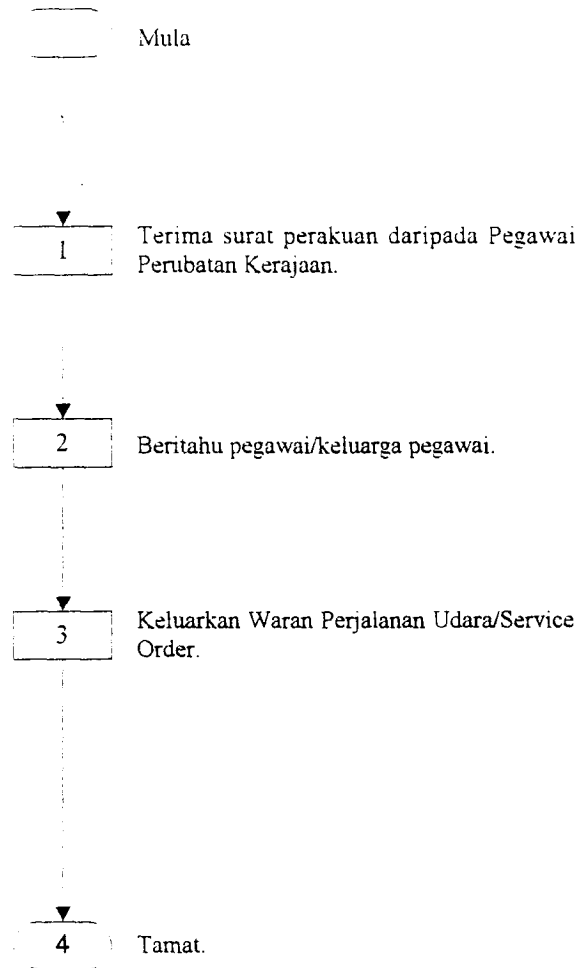 Mula
1
Terima surat perakuan daripada Pegawai
Perubatan Kerajaan.
2
Beritahu pegawai/keluarga pegawai.
3
Keluarkan Waran Perjalanan Udara/Service
Order.
4
Tamat.